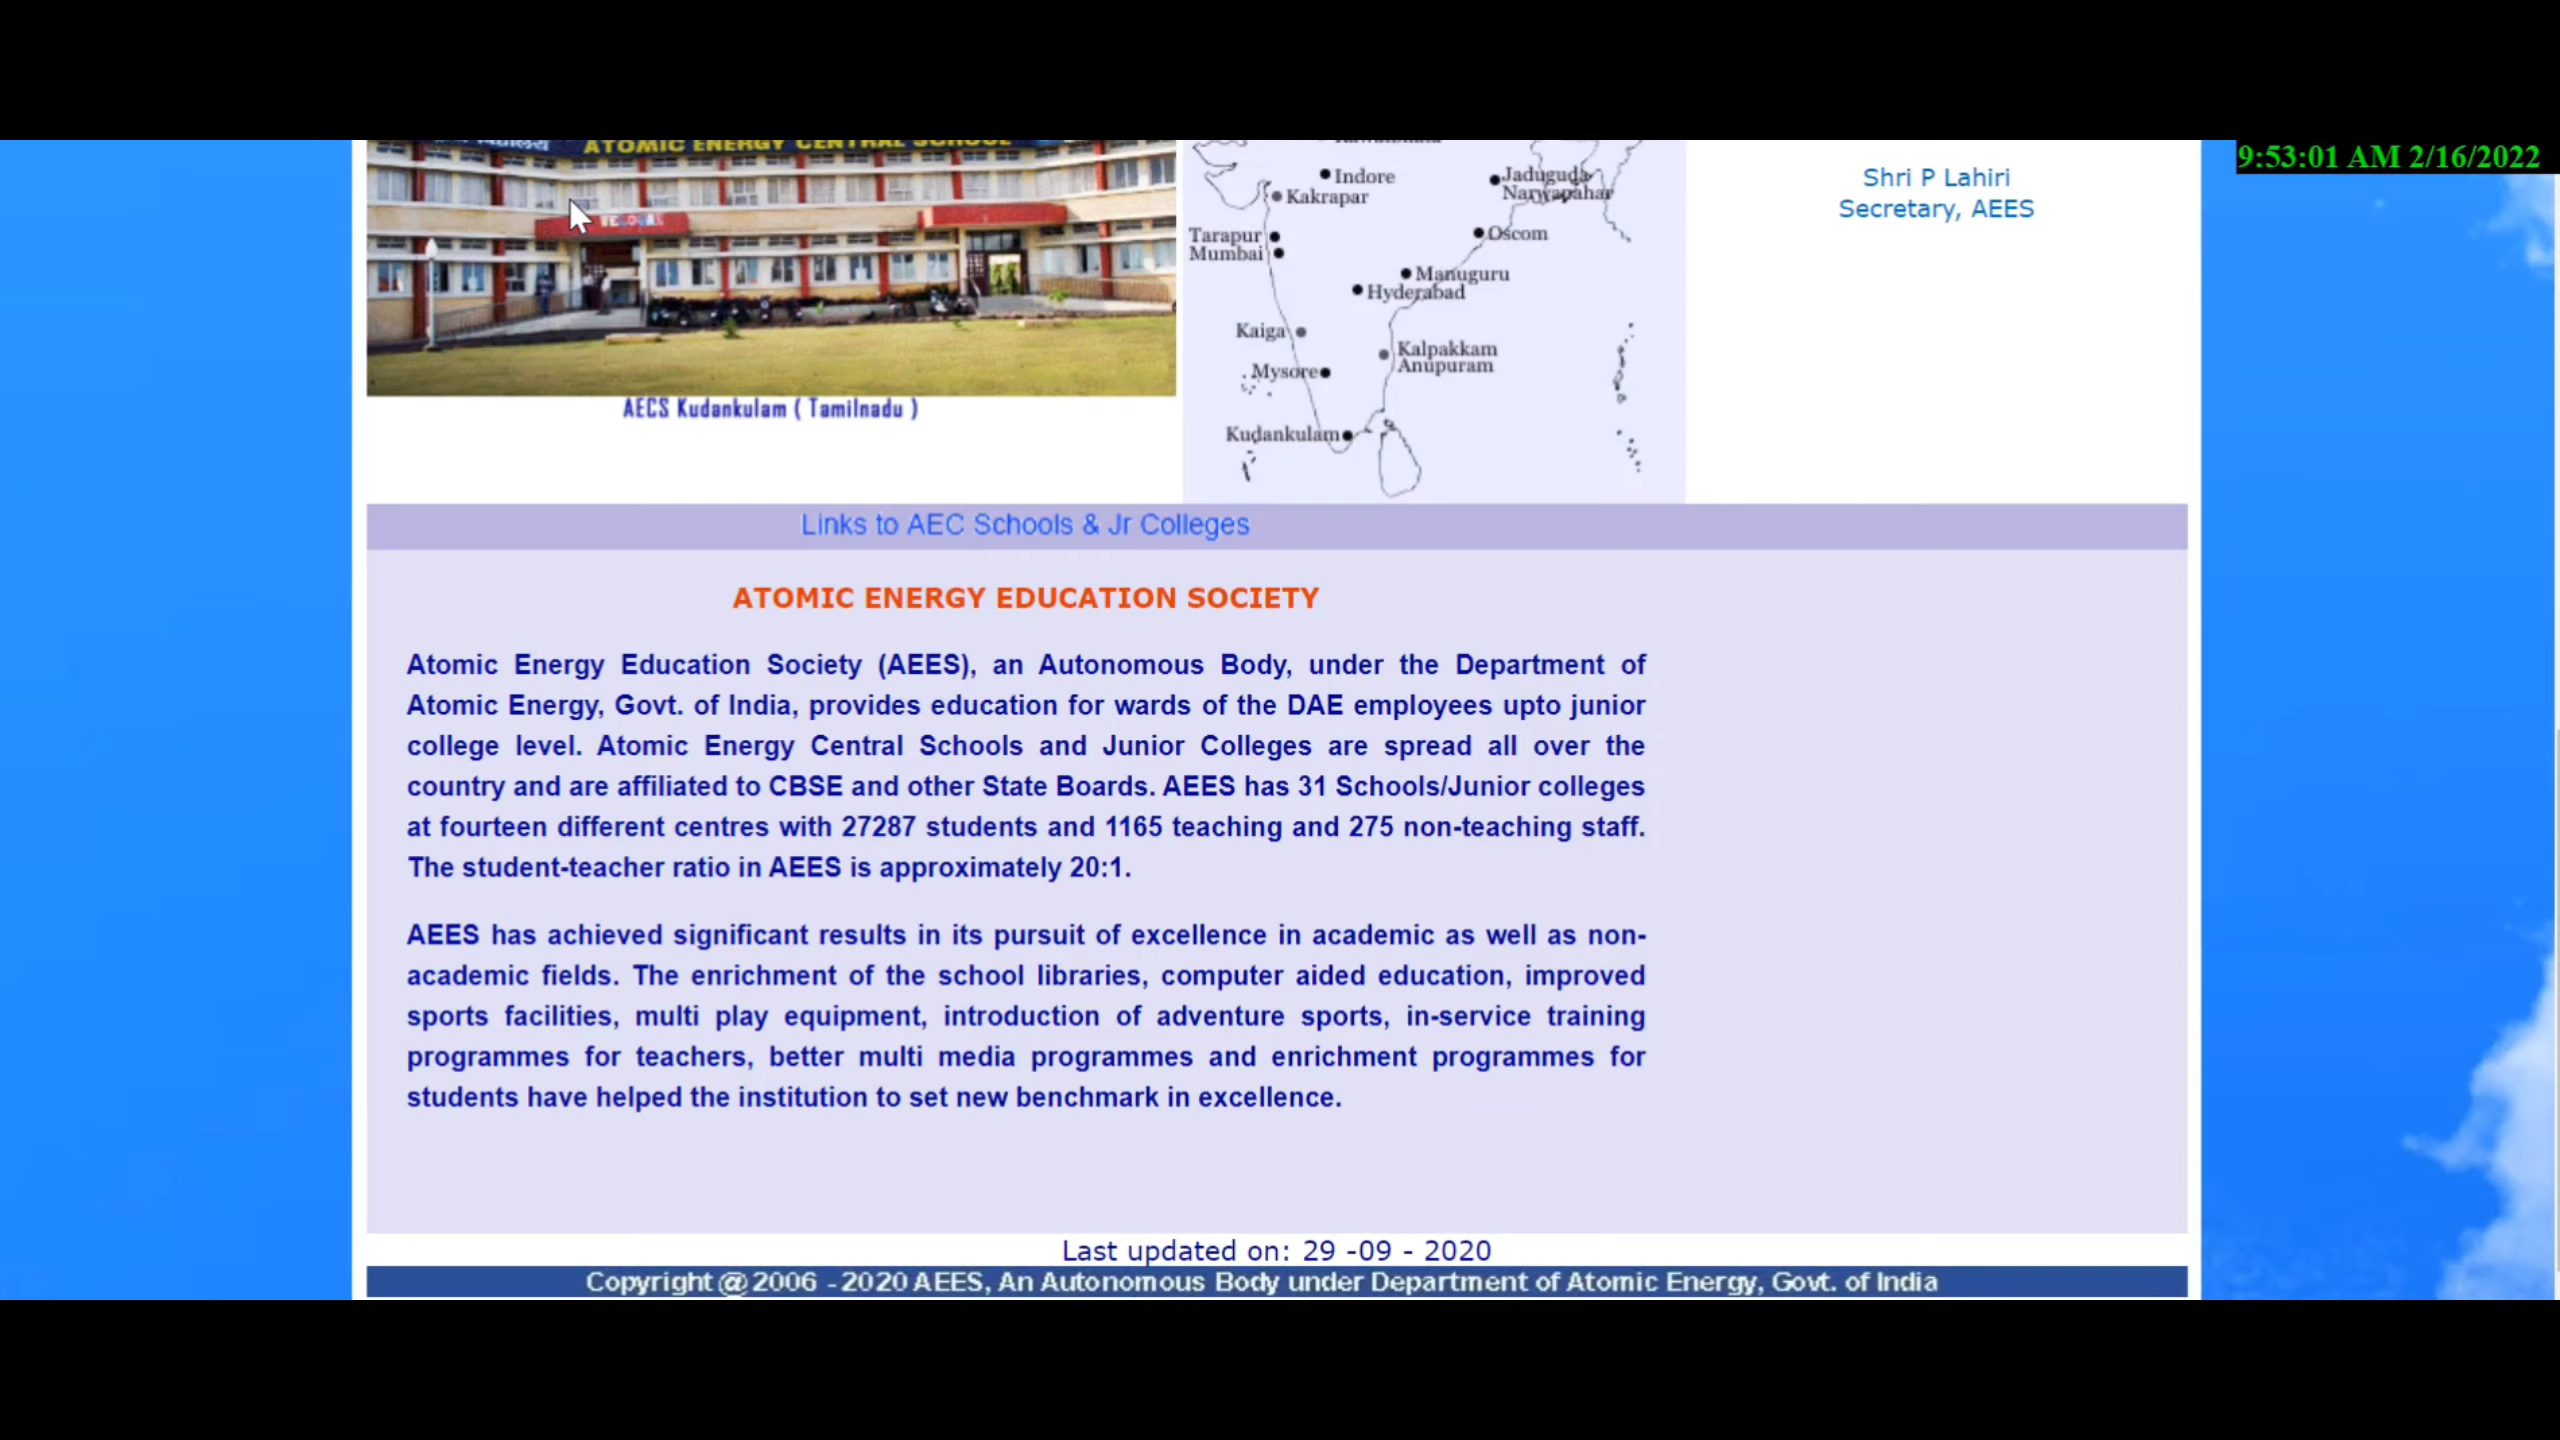 ATOMIC ENERGY CENTRAL SCHOOL
9:53:01 AM 2/16/2022
Shri P Lahiri
Secretary, AEES
Indore
Jaduguda
Narwapahar
Kakrapar
Tarapur
Mumbai
Oscom
Manuguru
Hyderabad
Kaiga
Kalpakkam
Anupuram
Mysore
Kudankulam
AECS Kudankulam ( Tamilnadu )
Links to AEC Schools & Jr Colleges
ATOMIC ENERGY EDUCATION SOCIETY
Atomic Energy Education Society (AEES), an Autonomous Body, under the Department of
Atomic Energy, Govt. of India, provides education for wards of the DAE employees upto junior
college level. Atomic Energy Central Schools and Junior Colleges are spread all over the
country and are affiliated to CBSE and other State Boards. AEES has 31 Schools/Junior colleges
at fourteen different centres with 27287 students and 1165 teaching and 275 non-teaching staff.
The student-teacher ratio in AEES is approximately 20:1.
AEES has achieved significant results in its pursuit of excellence in academic as well as non-
academic fields. The enrichment of the school libraries, computer aided education, improved
sports facilities, multi play equipment, introduction of adventure sports, in-service training
programmes for teachers, better multi media programmes and enrichment programmes for
students have helped the institution to set new benchmark in excellence.
Last updated on: 29 -09 - 2020
Copyright @ 2006 - 2020 AEES, An Autonomous Body under Department of Atomic Energy, Govt. of India